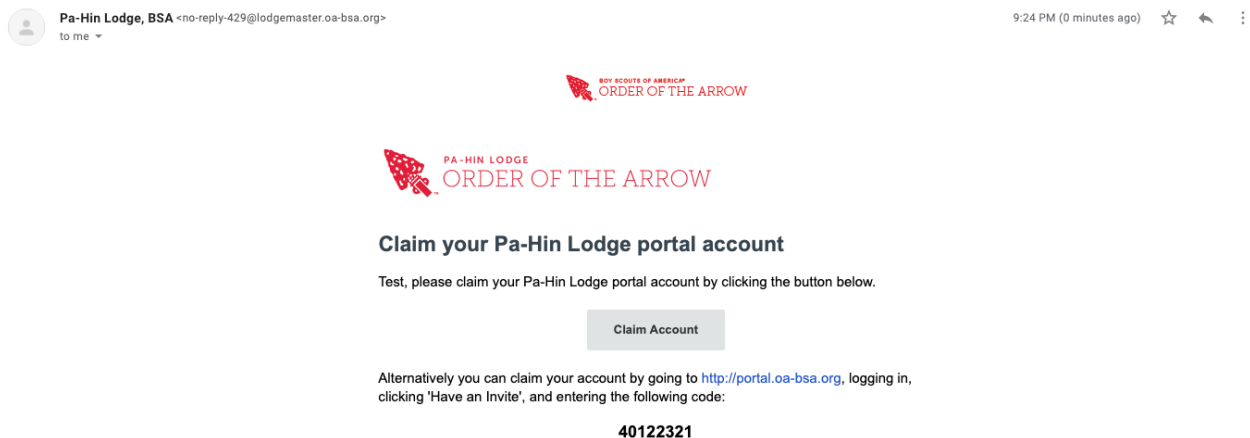 Pa-Hin Lodge, BSA <no-reply-429@lodgemaster.oa-bsa.org>
9:24 PM (0 minutes ago)
to me
BOY SCOUTS OF AMERICA®
ORDER OF THE ARROW™
PA-HIN LODGE
ORDER OF THE ARROW™
Claim your Pa-Hin Lodge portal account
Test, please claim your Pa-Hin Lodge portal account by clicking the button below.
Claim Account
Alternatively you can claim your account by going to http://portal.oa-bsa.org, logging in,
clicking 'Have an Invite', and entering the following code:
40122321